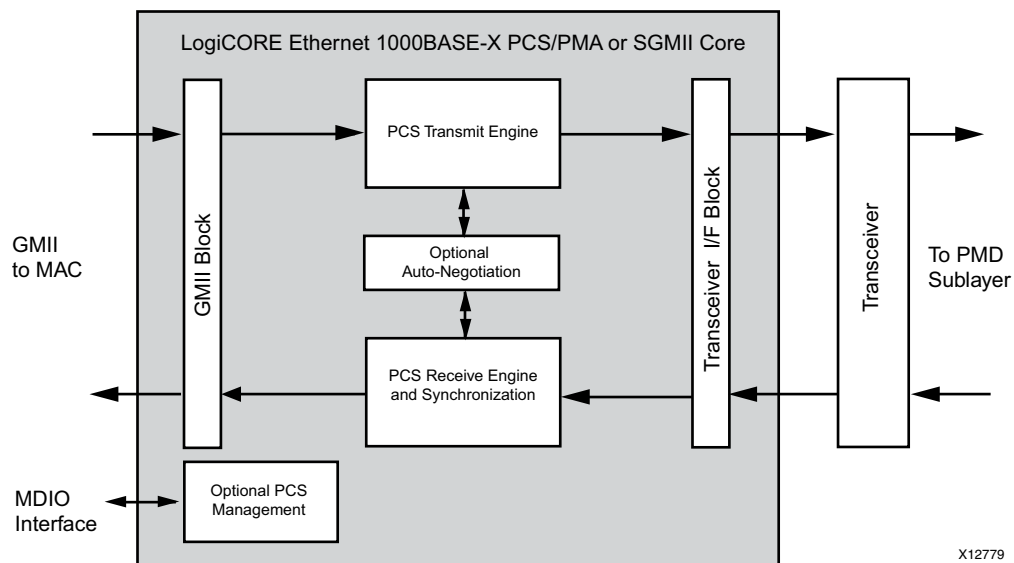 LogiCORE Ethernet 1000BASE-X PCS/PMA or SGMII Core
PCS Transmit Engine
GMII
to MAC
GMII Block
Optional
Auto-Negotiation
Transceiver I/F Block
Transceiver
To PMD
Sublayer
PCS Receive Engine
and Synchronization
MDIO
Interface
Optional PCS
Management
X12779